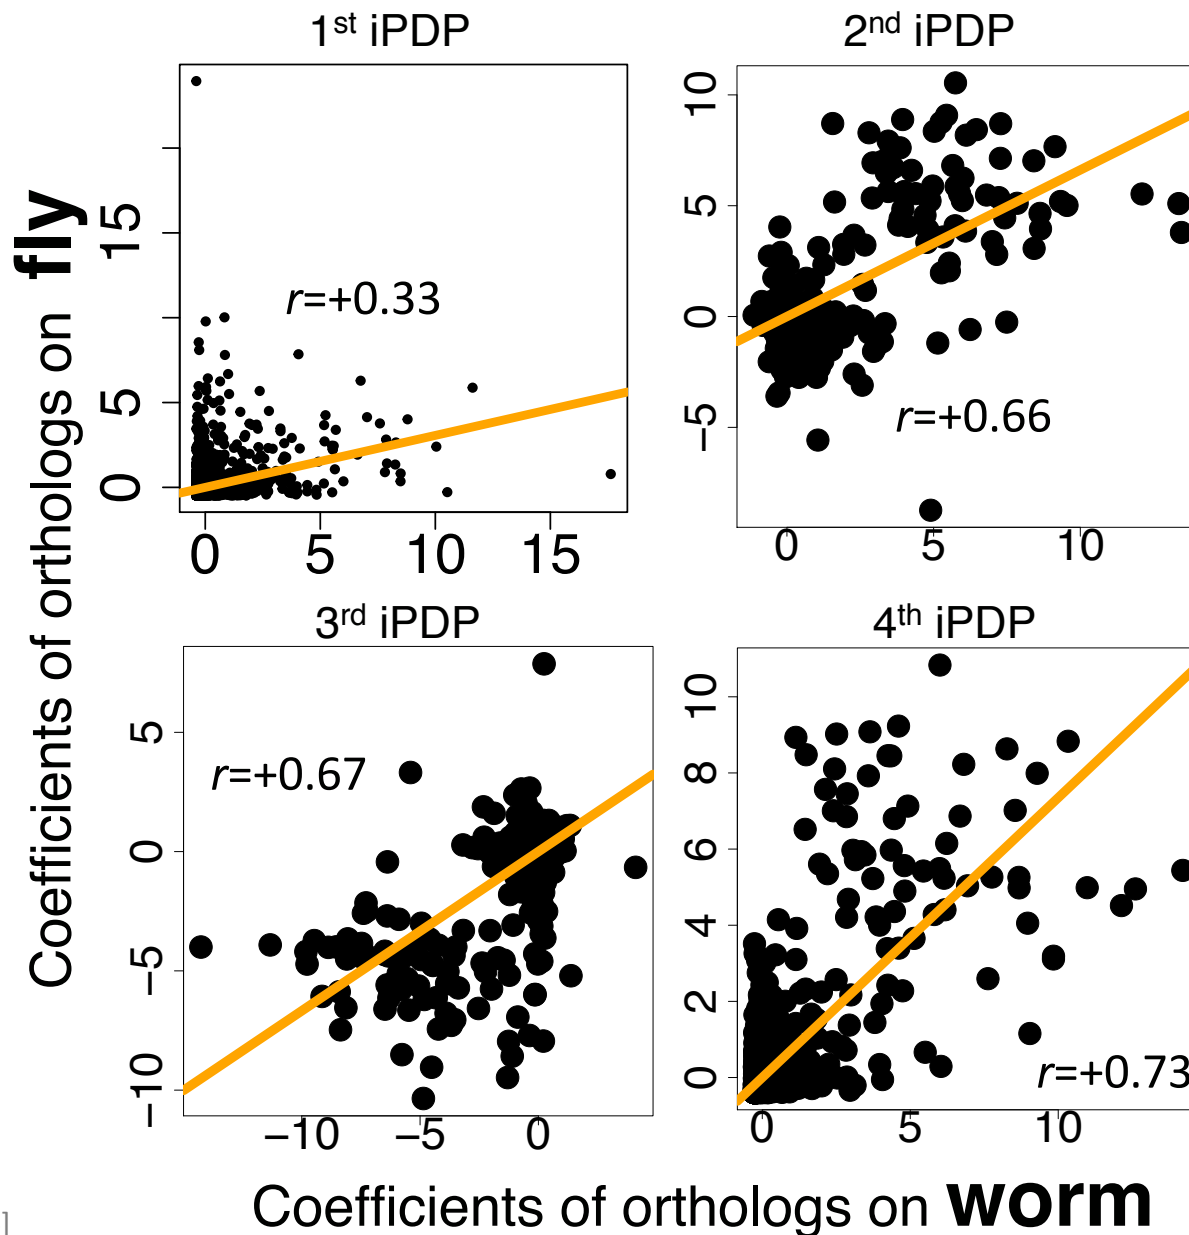 1st iPDP
2nd iPDP
Coefficients of orthologs on fly
0 5 15
r=+0.33
0 5 10 15
−5 0 5 10
r=+0.66
0 5 10
3rd iPDP
4th iPDP
−10 −5 0 5
r=+0.67
−10 −5 0
0 2 4 6 8 10
r=+0.73
0 5 10
Coefficients of orthologs on worm
]